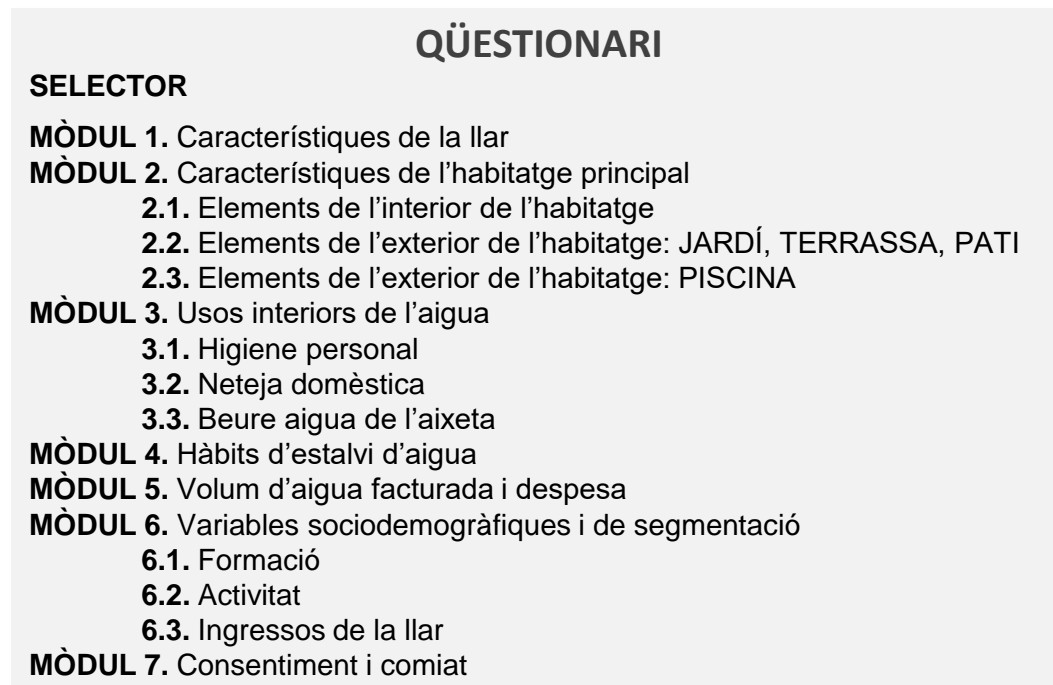 QÜESTIONARI
SELECTOR
MÒDUL 1. Característiques de la llar
MÒDUL 2. Característiques de l’habitatge principal
2.1. Elements de l’interior de l’habitatge
2.2. Elements de l’exterior de l’habitatge: JARDÍ, TERRASSA, PATI
2.3. Elements de l’exterior de l’habitatge: PISCINA
MÒDUL 3. Usos interiors de l’aigua
3.1. Higiene personal
3.2. Neteja domèstica
3.3. Beure aigua de l’aixeta
MÒDUL 4. Hàbits d’estalvi d’aigua
MÒDUL 5. Volum d’aigua facturada i despesa
MÒDUL 6. Variables sociodemogràfiques i de segmentació
6.1. Formació
6.2. Activitat
6.3. Ingressos de la llar
MÒDUL 7. Consentiment i comiat